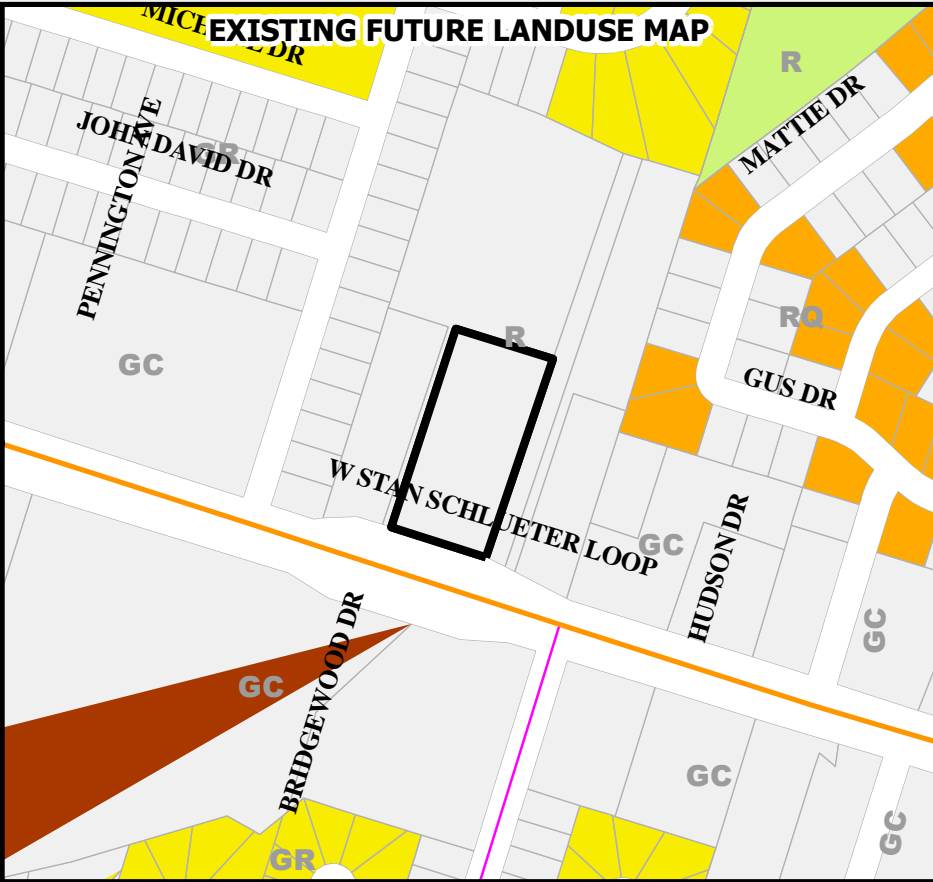 EXISTING FUTURE LANDUSE MAP
DR
R
MATTIE DR
PENNINGTON AVE
JOHN DAVID DR
GR
RQ
R
GC
GUS DR
W STAN SCHLUETER LOOP
GC
HUDSON DR
GC
BRIDGEWOOD DR
GC
GC
GC
GR